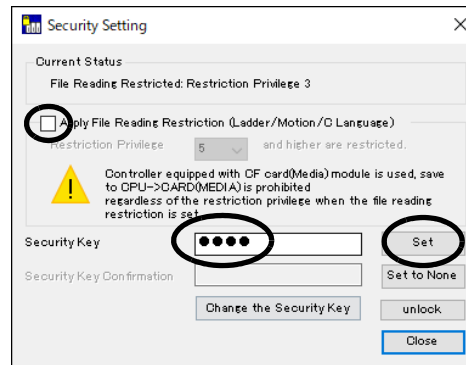 Security Setting
Current Status
File Reading Restricted: Restriction Privilege 3
Apply File Reading Restriction (Ladder/Motion/C Language)
Restriction Privilege 5 and higher are restricted.
Controller equipped with CF card(Media) module is used, save
to CPU->CARD(MEDIA) is prohibited
regardless of the restriction privilege when the file reading
restriction is set
Security Key ●●●● Set
Security Key Confirmation Set to None
Change the Security Key unlock
Close